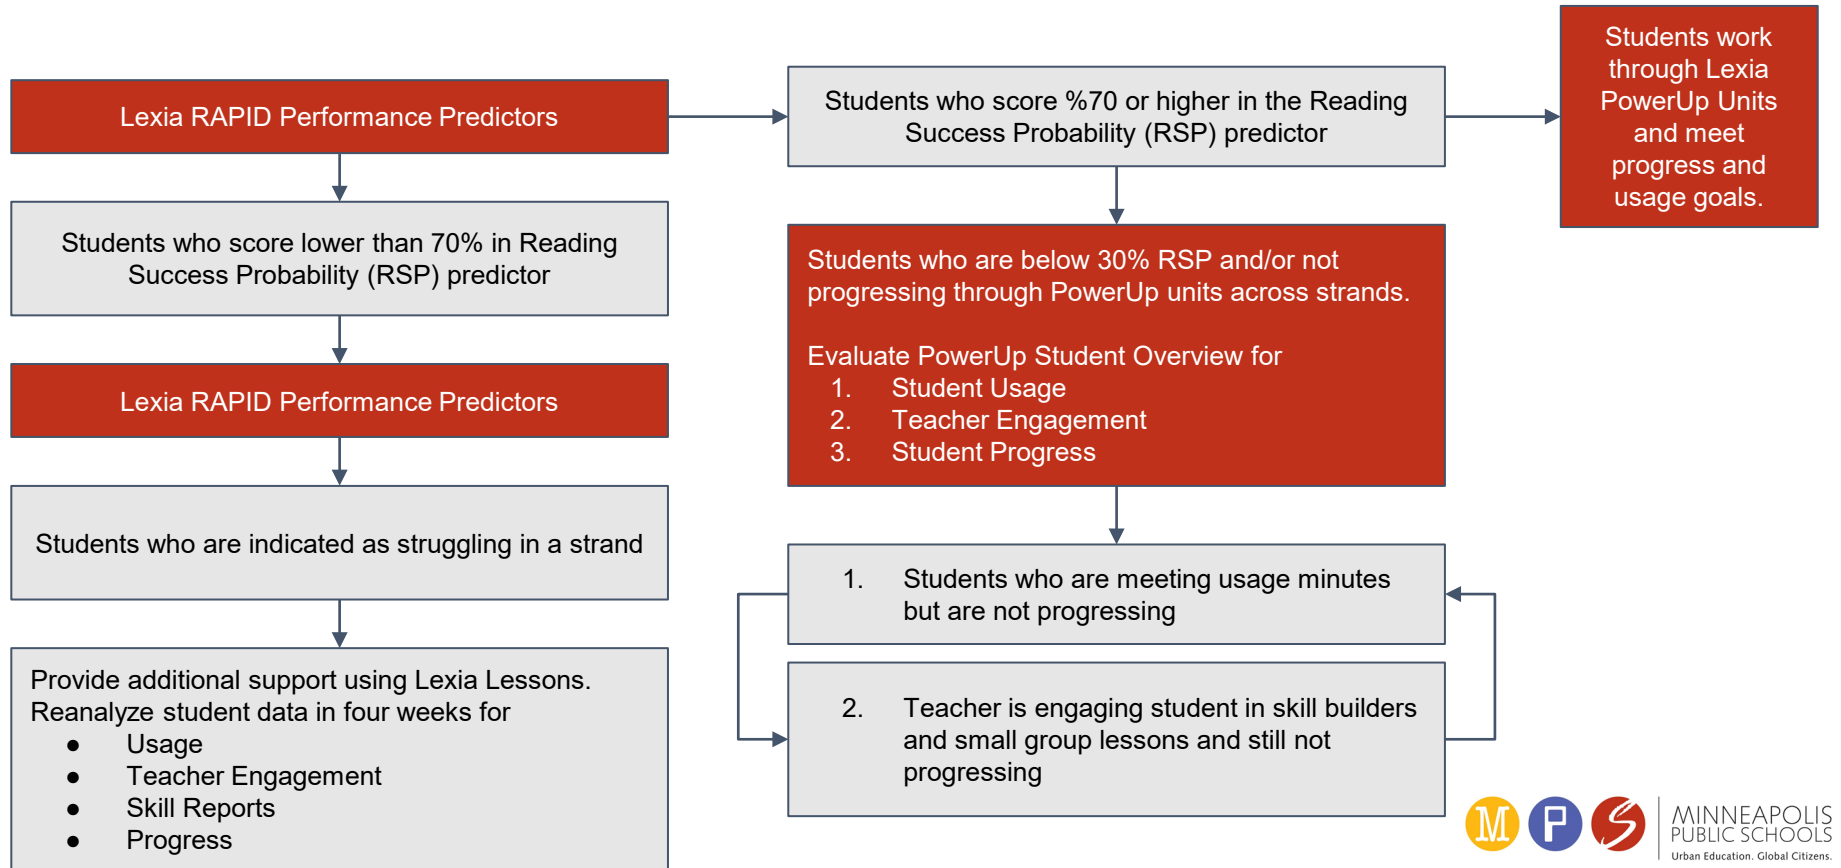 Lexia RAPID Performance Predictors
Students who score lower than 70% in Reading
Success Probability (RSP) predictor
Lexia RAPID Performance Predictors
Students who are indicated as struggling in a strand
Provide additional support using Lexia Lessons.
Reanalyze student data in four weeks for
● Usage
● Teacher Engagement
● Skill Reports
● Progress
Students who score %70 or higher in the Reading
Success Probability (RSP) predictor
Students who are below 30% RSP and/or not
progressing through PowerUp units across strands.
Evaluate PowerUp Student Overview for
1. Student Usage
2. Teacher Engagement
3. Student Progress
1. Students who are meeting usage minutes
but are not progressing
2. Teacher is engaging student in skill builders
and small group lessons and still not
progressing
Students work
through Lexia
PowerUp Units
and meet
progress and
usage goals.
M P S
MINNEAPOLIS
PUBLIC SCHOOLS
Urban Education. Global Citizens.